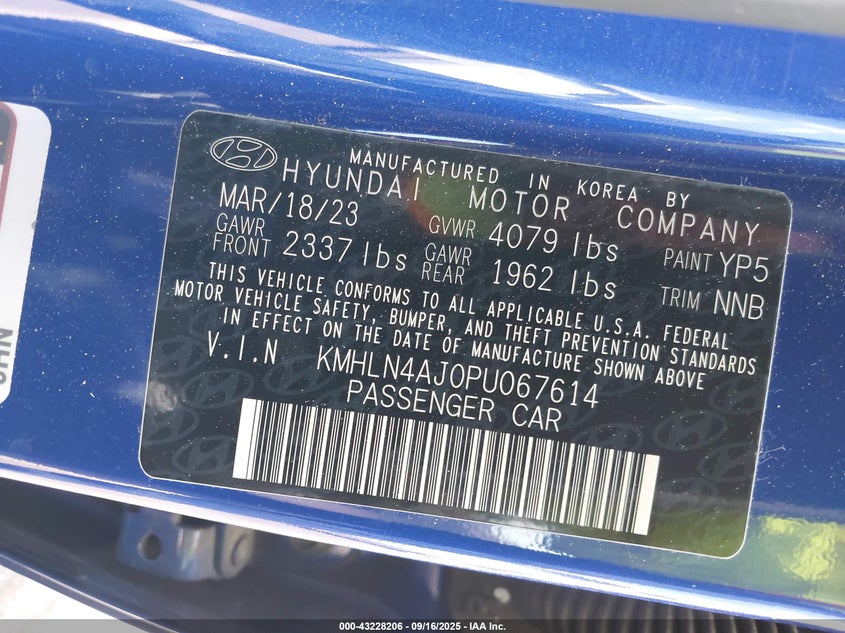 MANUFACTURED IN KOREA BY
HYUNDAI MOTOR COMPANY
MAR/18/23
GAWR FRONT 2337 lbs
GVWR 4079 lbs
GAWR REAR 1962 lbs
PAINT YP5
TRIM NNB
THIS VEHICLE CONFORMS TO ALL APPLICABLE U.S.A. FEDERAL
MOTOR VEHICLE SAFETY, BUMPER, AND THEFT PREVENTION STANDARDS
IN EFFECT ON THE DATE OF MANUFACTURE SHOWN ABOVE
V.I.N KMHLN4AJ0PU067614
PASSENGER CAR
000-43228206 - 09/16/2025 - IAA Inc.